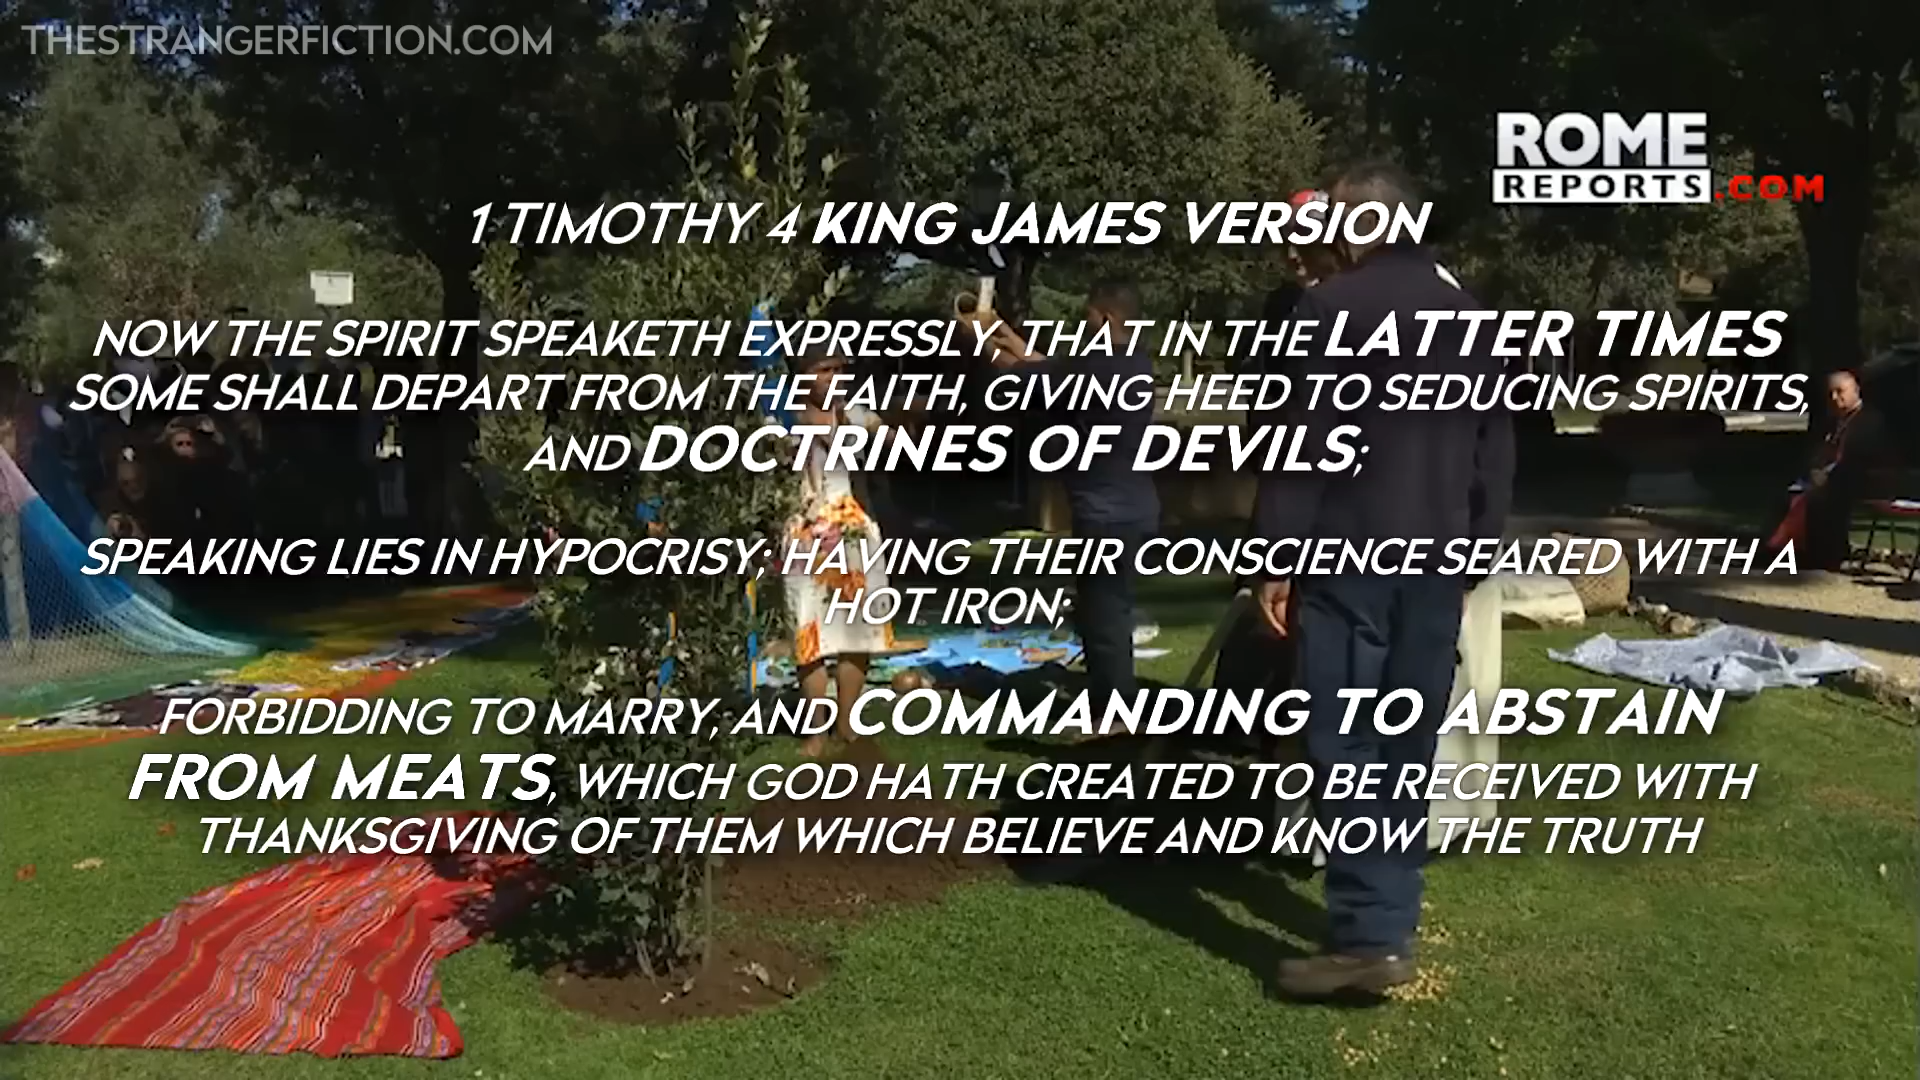 THESTRANGERFICTION.COM
ROME
REPORTS.COM
1 TIMOTHY 4 KING JAMES VERSION
NOW THE SPIRIT SPEAKETH EXPRESSLY, THAT IN THE LATTER TIMES
SOME SHALL DEPART FROM THE FAITH, GIVING HEED TO SEDUCING SPIRITS,
AND DOCTRINES OF DEVILS;
SPEAKING LIES IN HYPOCRISY; HAVING THEIR CONSCIENCE SEARED WITH A
HOT IRON;
FORBIDDING TO MARRY, AND COMMANDING TO ABSTAIN
FROM MEATS, WHICH GOD HATH CREATED TO BE RECEIVED WITH
THANKSGIVING OF THEM WHICH BELIEVE AND KNOW THE TRUTH